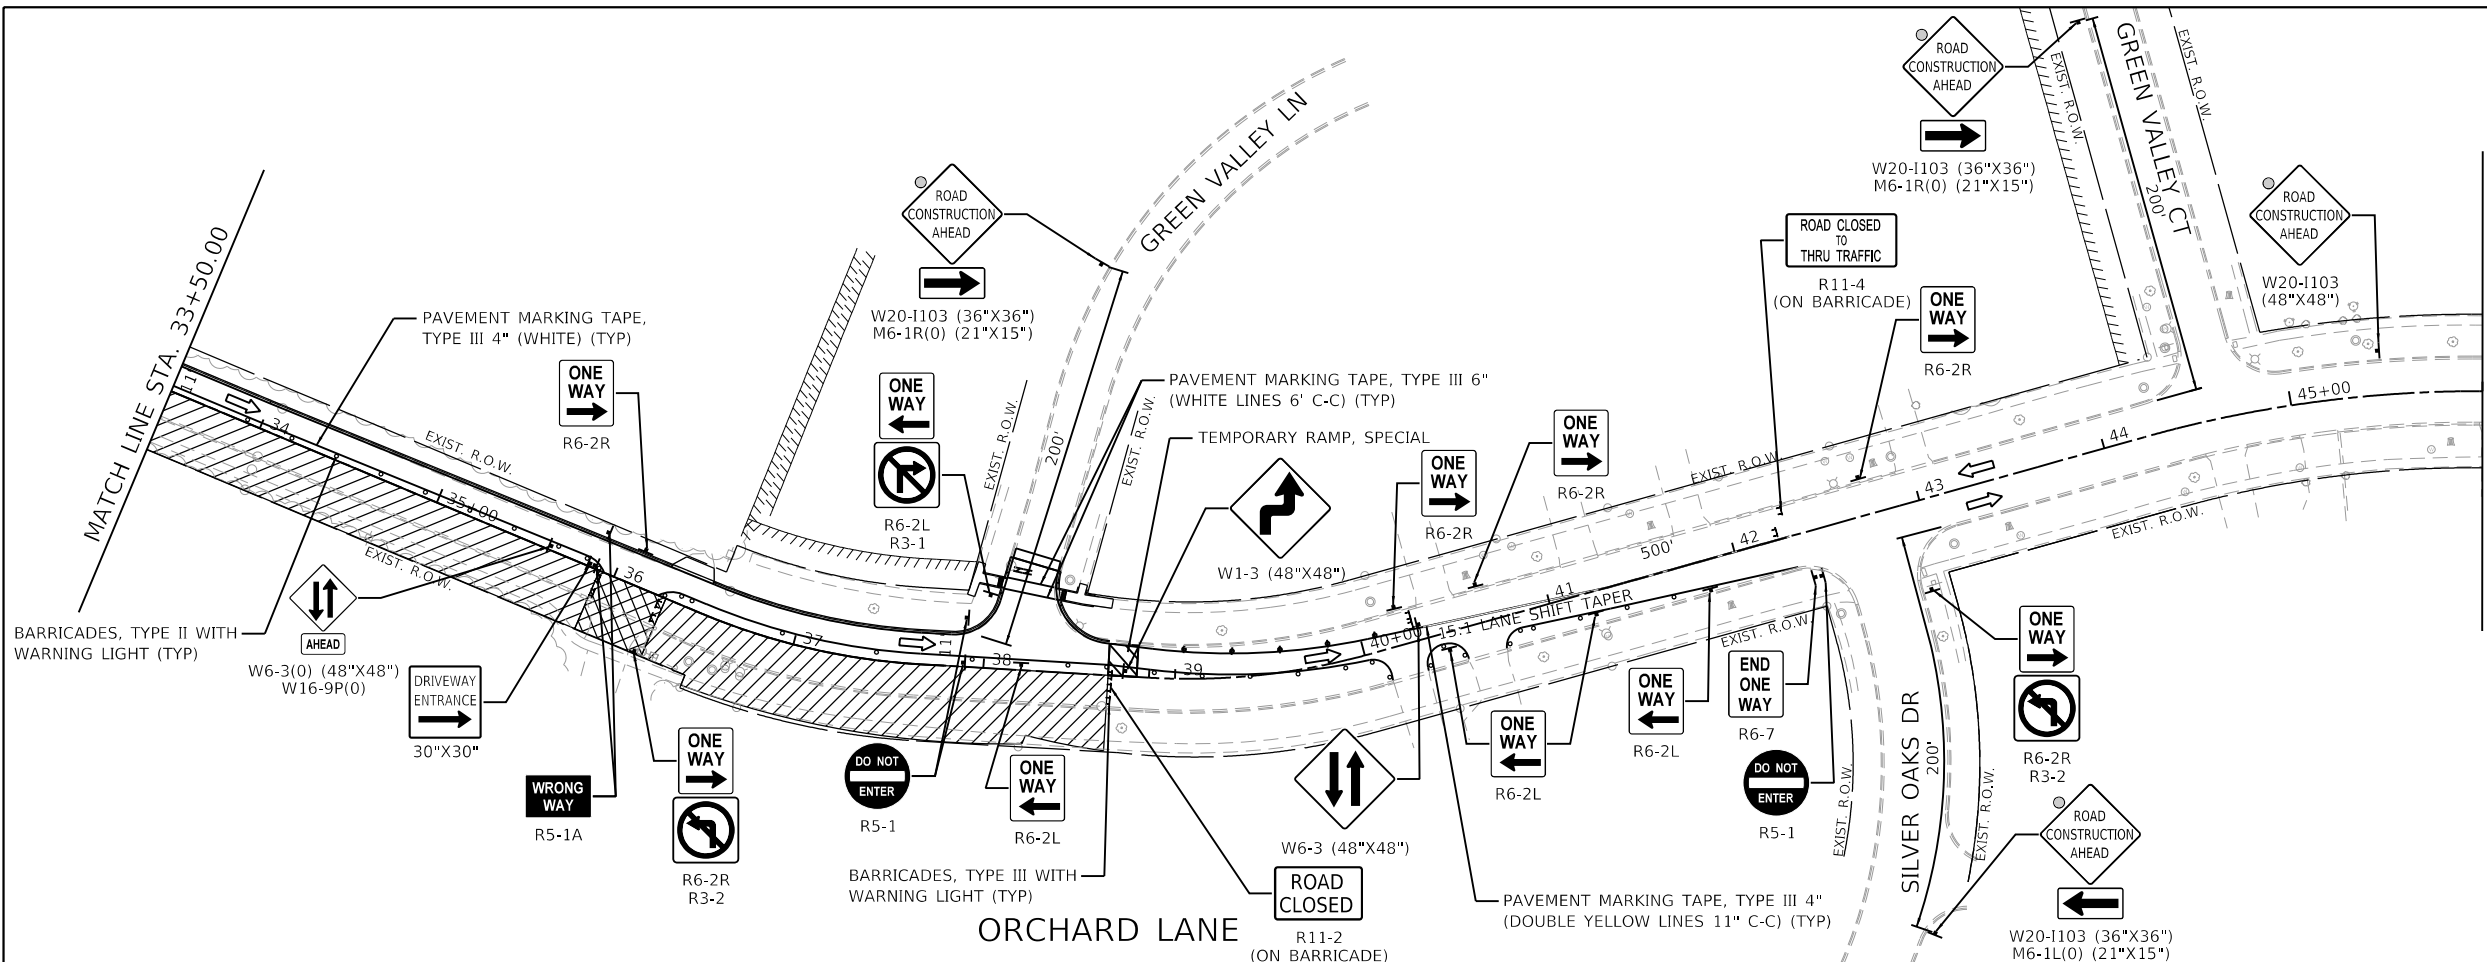 ROAD
CONSTRUCTION
AHEAD
W20-I103 (36"X36")
M6-1R(0) (21"X15")
GREEN VALLEY CT
200'
EXIST. R.O.W.
EXIST. R.O.W.
ROAD
CONSTRUCTION
AHEAD
W20-I103
(48"X48")
GREEN VALLEY LN
200'
EXIST. R.O.W.
EXIST. R.O.W.
ROAD
CONSTRUCTION
AHEAD
W20-I103 (36"X36")
M6-1R(0) (21"X15")
ROAD CLOSED
TO
THRU TRAFFIC
R11-4
(ON BARRICADE)
ONE
WAY
R6-2R
MATCH LINE STA. 33+50.00
PAVEMENT MARKING TAPE,
TYPE III 4" (WHITE) (TYP)
ONE
WAY
R6-2R
ONE
WAY
R6-2L
R3-1
PAVEMENT MARKING TAPE, TYPE III 6"
(WHITE LINES 6' C-C) (TYP)
TEMPORARY RAMP, SPECIAL
W1-3 (48"X48")
ONE
WAY
R6-2R
ONE
WAY
R6-2R
EXIST. R.O.W.
EXIST. R.O.W.
EXIST. R.O.W.
EXIST. R.O.W.
EXIST. R.O.W.
11
34
35+00
36
37
11
38
39
40+00
15:1 LANE SHIFT TAPER
41
500'
42
43
44
45+00
BARRICADES, TYPE II WITH
WARNING LIGHT (TYP)
AHEAD
W6-3(0) (48"X48")
W16-9P(0)
DRIVEWAY
ENTRANCE
30"X30"
WRONG
WAY
R5-1A
ONE
WAY
R6-2R
R3-2
DO NOT
ENTER
R5-1
ONE
WAY
R6-2L
BARRICADES, TYPE III WITH
WARNING LIGHT (TYP)
ORCHARD LANE
ROAD
CLOSED
R11-2
(ON BARRICADE)
W6-3 (48"X48")
ONE
WAY
R6-2L
ONE
WAY
R6-2L
END
ONE
WAY
R6-7
DO NOT
ENTER
R5-1
PAVEMENT MARKING TAPE, TYPE III 4"
(DOUBLE YELLOW LINES 11" C-C) (TYP)
EXIST. R.O.W.
SILVER OAKS DR
200'
EXIST. R.O.W.
ONE
WAY
R6-2R
R3-2
ROAD
CONSTRUCTION
AHEAD
W20-I103 (36"X36")
M6-1L(0) (21"X15")